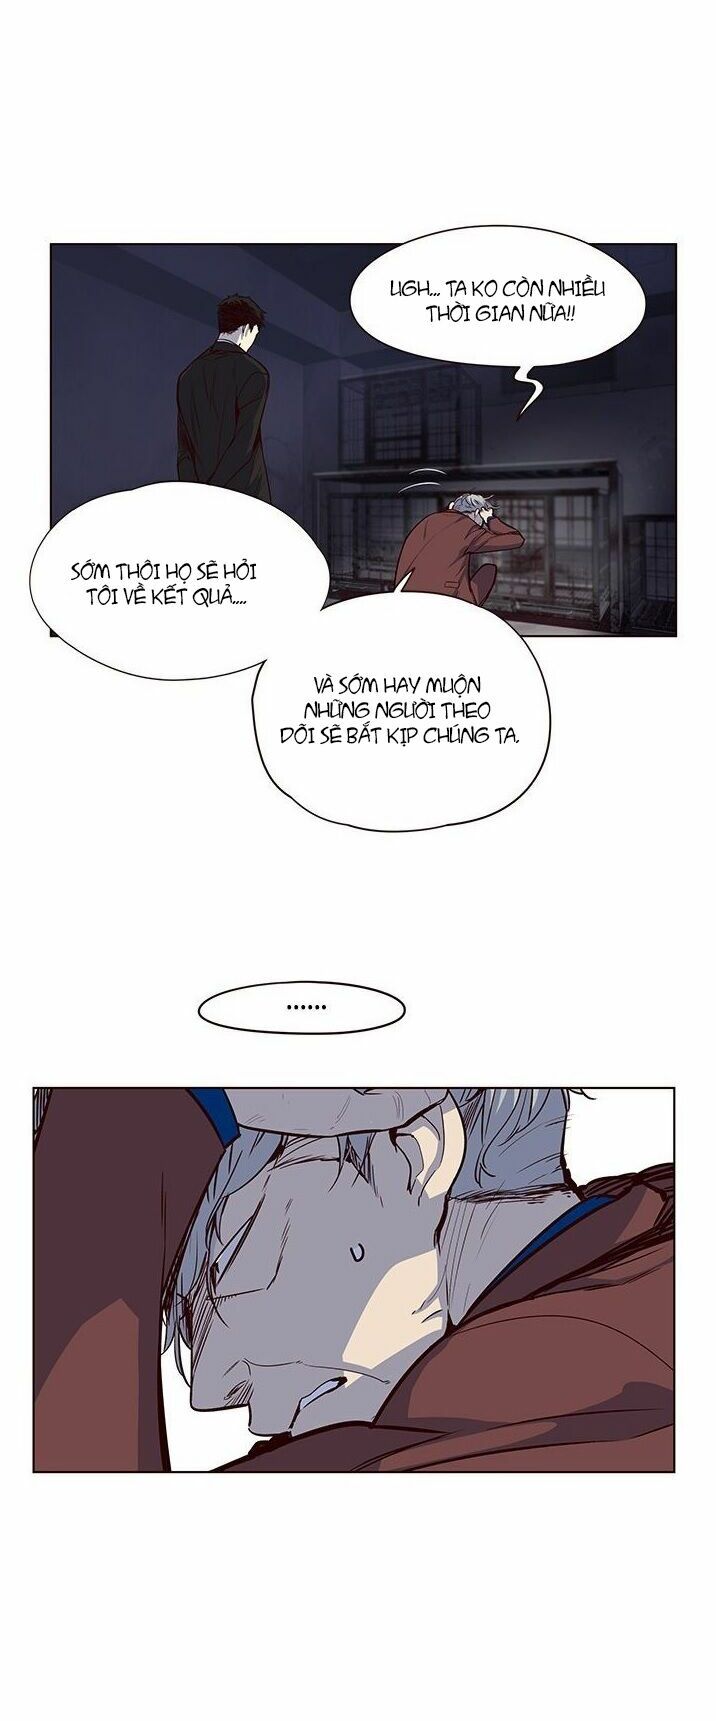 UGH... TA KO CÒN NHIỀU
THỜI GIAN NỮA!!
SỚM THÔI HỌ SẼ HỎI
TÔI VỀ KẾT QUẢ....
VÀ SỚM HAY MUỘN
NHỮNG NGƯỜI THEO
DÕI SẼ BẮT KỊP CHÚNG TA.
......